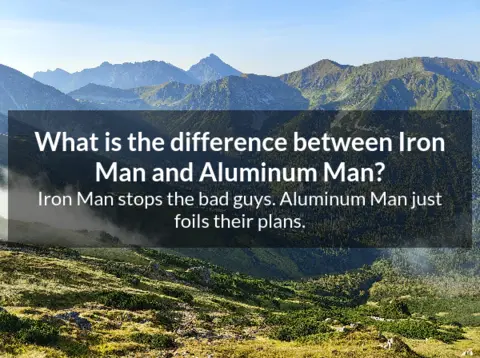 What is the difference between Iron
Man and Aluminum Man?
Iron Man stops the bad guys. Aluminum Man just
foils their plans.